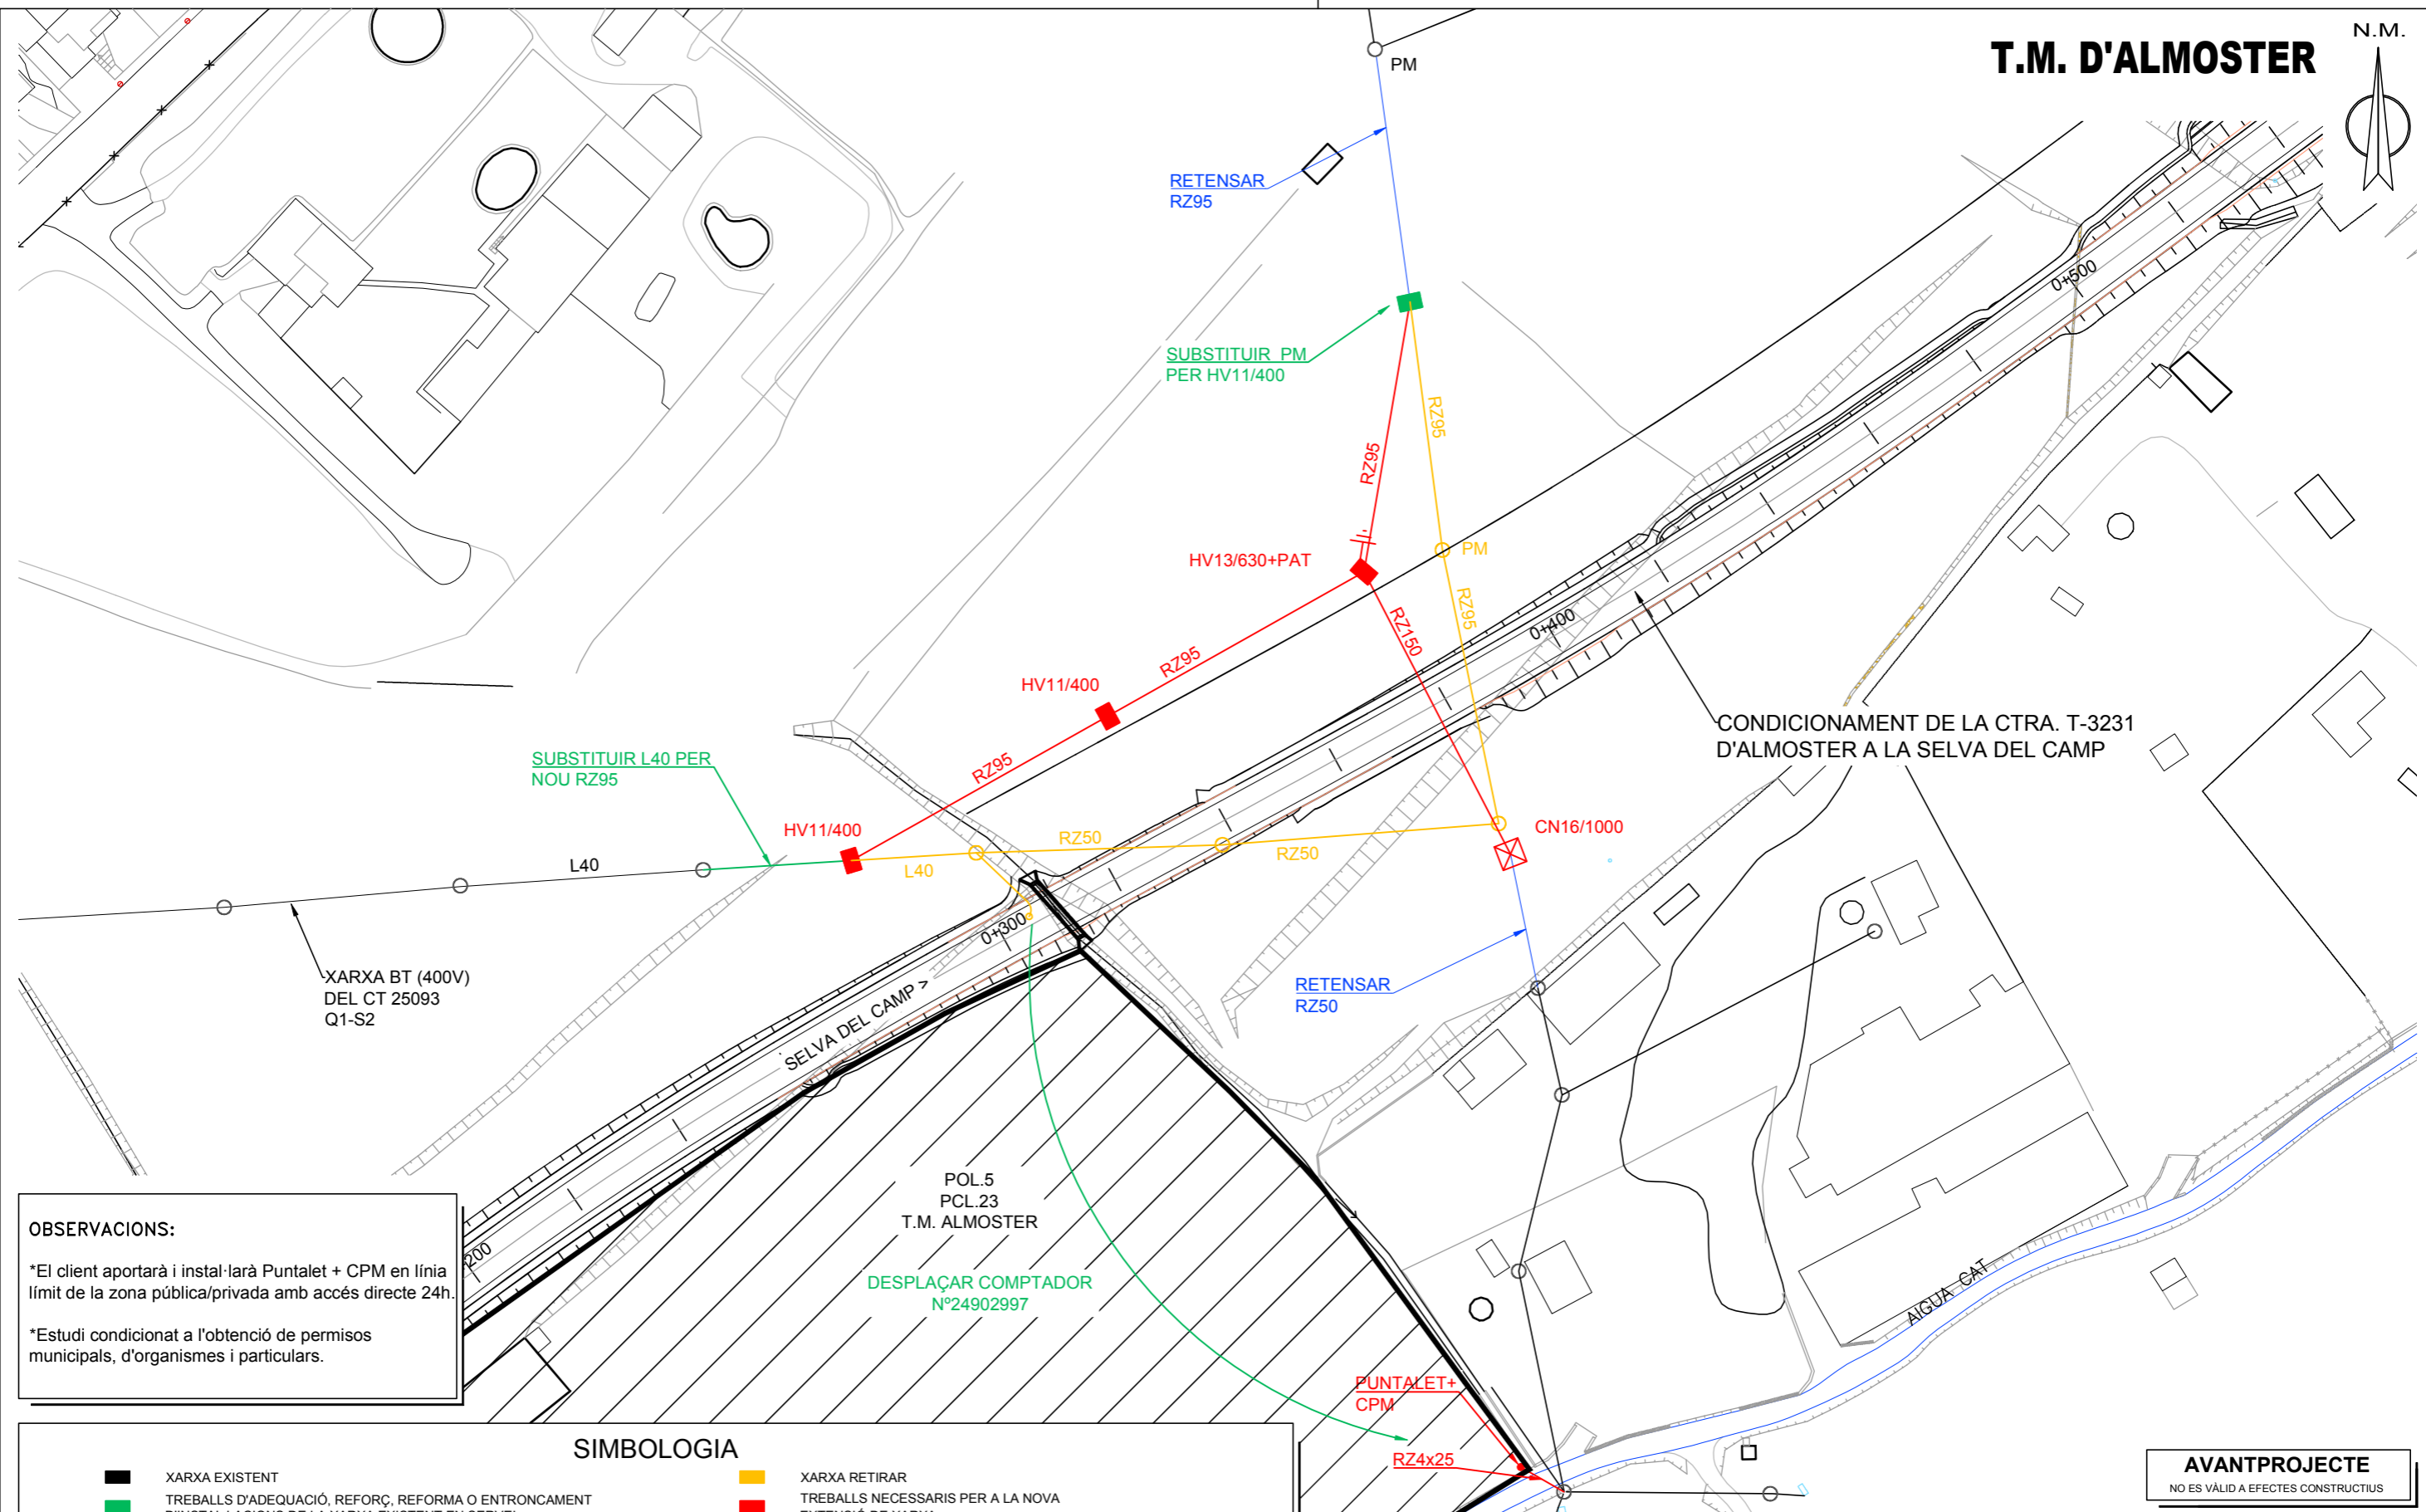 T.M. D'ALMOSTER
N.M.
PM
RETENSAR
RZ95
SUBSTITUIR PM
PER HV11/400
0+500
RZ95
RZ95
HV13/630+PAT
PM
RZ95
RZ150
0+400
RZ95
HV11/400
CONDICIONAMENT DE LA CTRA. T-3231
D'ALMOSTER A LA SELVA DEL CAMP
SUBSTITUIR L40 PER
NOU RZ95
RZ95
HV11/400
RZ50
CN16/1000
L40
L40
RZ50
0+300
XARXA BT (400V)
DEL CT 25093
Q1-S2
SELVA DEL CAMP >
RETENSAR
RZ50
POL.5
PCL.23
T.M. ALMOSTER
OBSERVACIONS:
*El client aportarà i instal·larà Puntalet + CPM en línia
límit de la zona pública/privada amb accés directe 24h.
*Estudi condicionat a l'obtenció de permisos
municipals, d'organismes i particulars.
200
DESPLAÇAR COMPTADOR
Nº24902997
AIGUA CAT
PUNTALET+
CPM
RZ4x25
SIMBOLOGIA
XARXA EXISTENT
XARXA RETIRAR
TREBALLS D'ADEQUACIÓ, REFORÇ, REFORMA O ENTRONCAMENT
TREBALLS NECESSARIS PER A LA NOVA
AVANTPROJECTE
NO ES VÀLID A EFECTES CONSTRUCTIUS